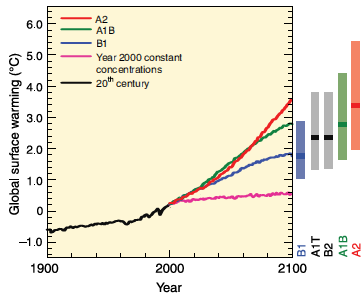 Global surface warming (°C)
6.0
5.0
4.0
3.0
2.0
1.0
0
–1.0
A2
A1B
B1
Year 2000 constant
concentrations
20th century
1900
2000
2100
Year
B1
A1T
B2
A1B
A2